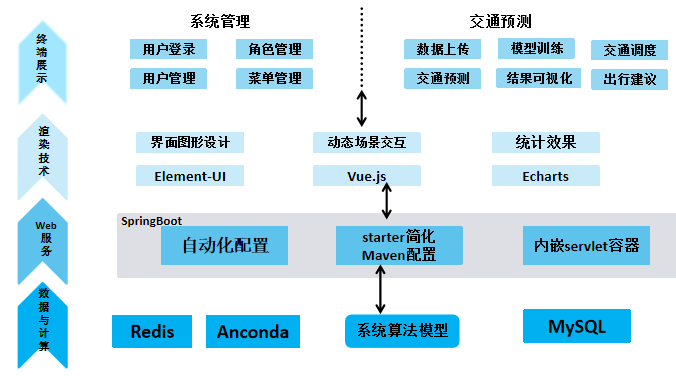 终端展示
系统管理
交通预测
用户登录
角色管理
数据上传
模型训练
交通调度
用户管理
菜单管理
交通预测
结果可视化
出行建议
渲染技术
界面图形设计
动态场景交互
统计效果
Element-UI
Vue.js
Echarts
Web
服务
SpringBoot
自动化配置
starter简化
Maven配置
内嵌servlet容器
数据与计算
Redis
Anconda
系统算法模型
MySQL